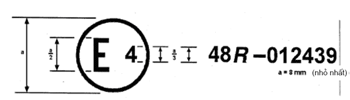 a a/2 E 4 a/3 48R –012439
a = 8 mm (nhỏ nhất)